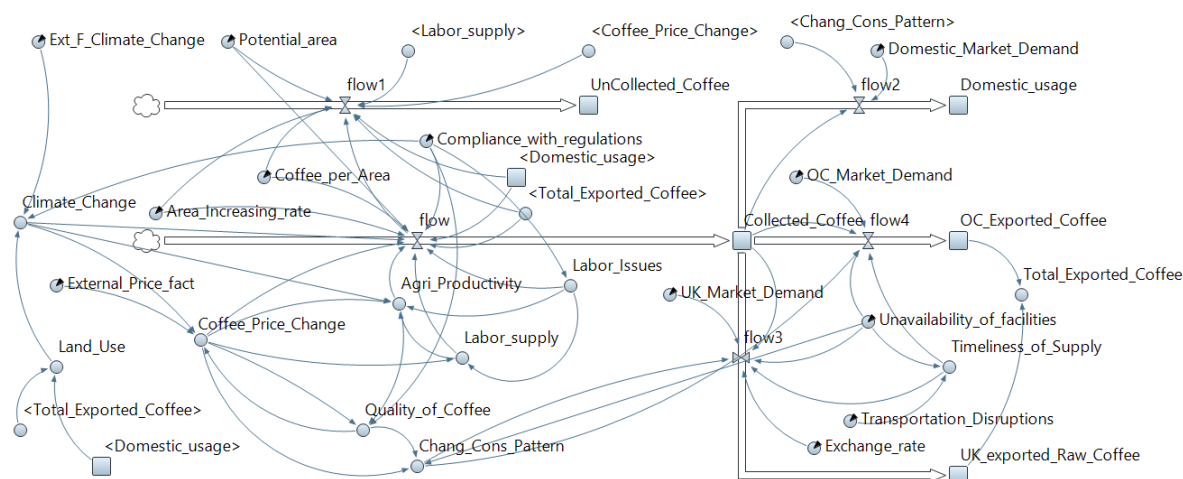 <Labor_supply>
<Chang_Cons_Pattern>
<Coffee_Price_Change>
Ext_F_Climate_Change
Potential_area
Domestic_Market_Demand
flow1
UnCollected_Coffee
flow2
Domestic_usage
Compliance_with_regulations
<Domestic_usage>
Coffee_per_Area
OC_Market_Demand
<Total_Exported_Coffee>
Climate_Change
Area_Increasing_rate
flow
Collected_Coffee
flow4
OC_Exported_Coffee
Labor_Issues
Total_Exported_Coffee
External_Price_fact
Agri_Productivity
UK_Market_Demand
Coffee_Price_Change
Unavailability_of_facilities
Labor_supply
flow3
Land_Use
Timeliness_of_Supply
<Total_Exported_Coffee>
Quality_of_Coffee
Transportation_Disruptions
<Domestic_usage>
Chang_Cons_Pattern
Exchange_rate
UK_exported_Raw_Coffee